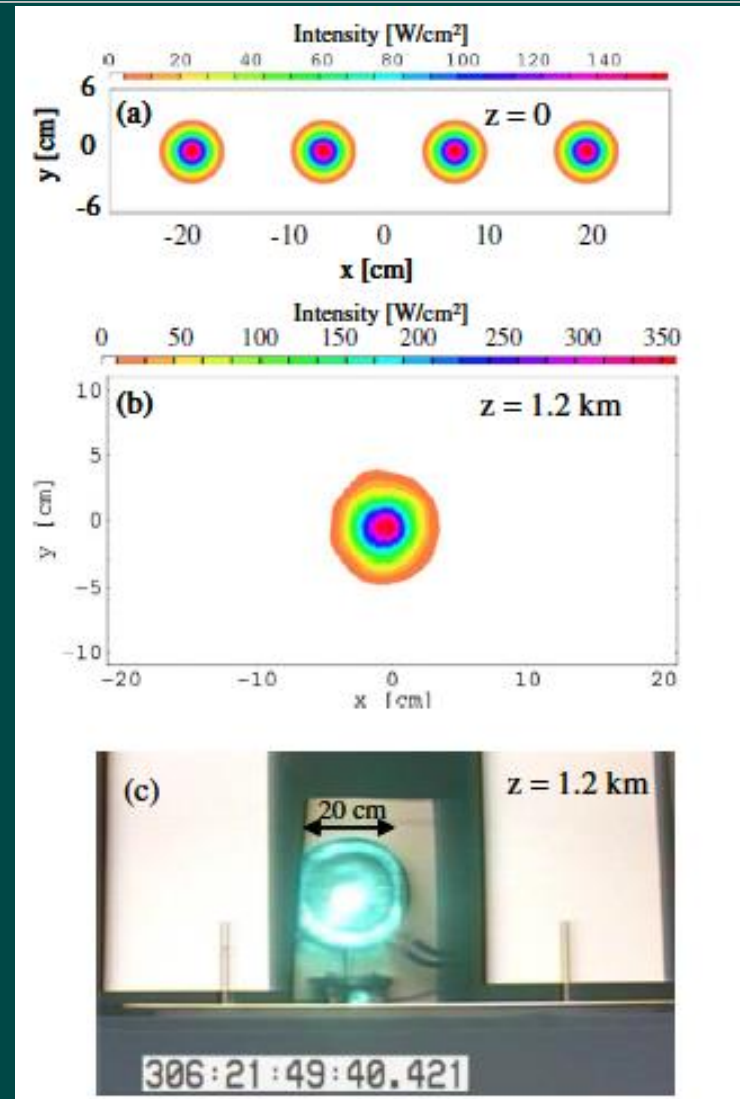 Intensity [W/cm²]
0 20 40 60 80 100 120 140
6
(a) z = 0
y [cm]
0
-6
-20 -10 0 10 20
x [cm]
Intensity [W/cm²]
0 50 100 150 200 250 300 350
10
(b) z = 1.2 km
5
y [cm]
0
-5
-10
-20 -10 0 10 20
x [cm]
(c) z = 1.2 km
20 cm
306:21:49:40.421